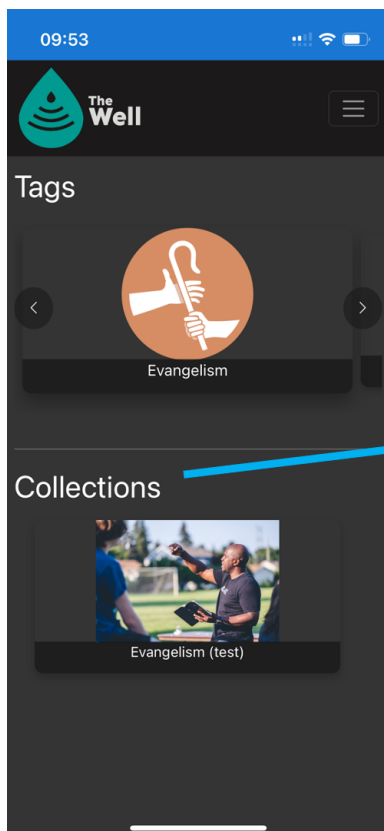 09:53
The
Well
Tags
Evangelism
Collections
Evangelism (test)